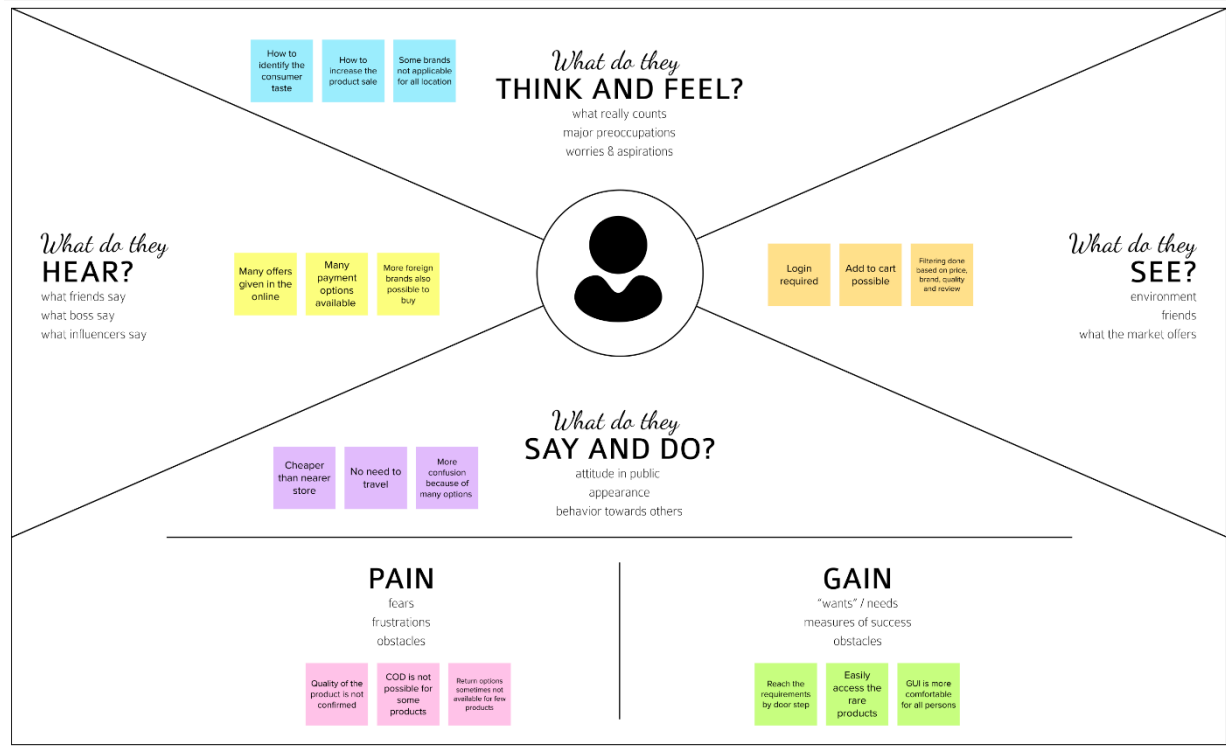 What do they
THINK AND FEEL?
what really counts
major preoccupations
worries & aspirations
How to
identify the
consumer
taste
How to
increase the
product sale
Some brands
not applicable
for all location
What do they
HEAR?
what friends say
what boss say
what influencers say
Many offers
given in the
online
Many
payment
options
available
More foreign
brands also
possible to
buy
Login
required
Add to cart
possible
Filtering done
based on price,
brand, quality
and review
What do they
SEE?
environment
friends
what the market offers
What do they
SAY AND DO?
attitude in public
appearance
behavior towards others
Cheaper
than nearer
store
No need to
travel
More
confusion
because of
many options
PAIN
fears
frustrations
obstacles
Quality of the
product is not
confirmed
COD is not
possible for
some
products
Return options
sometimes not
available for few
products
GAIN
“wants” / needs
measures of success
obstacles
Reach the
requirements
by door step
Easily
access the
rare
products
GUI is more
comfortable
for all persons